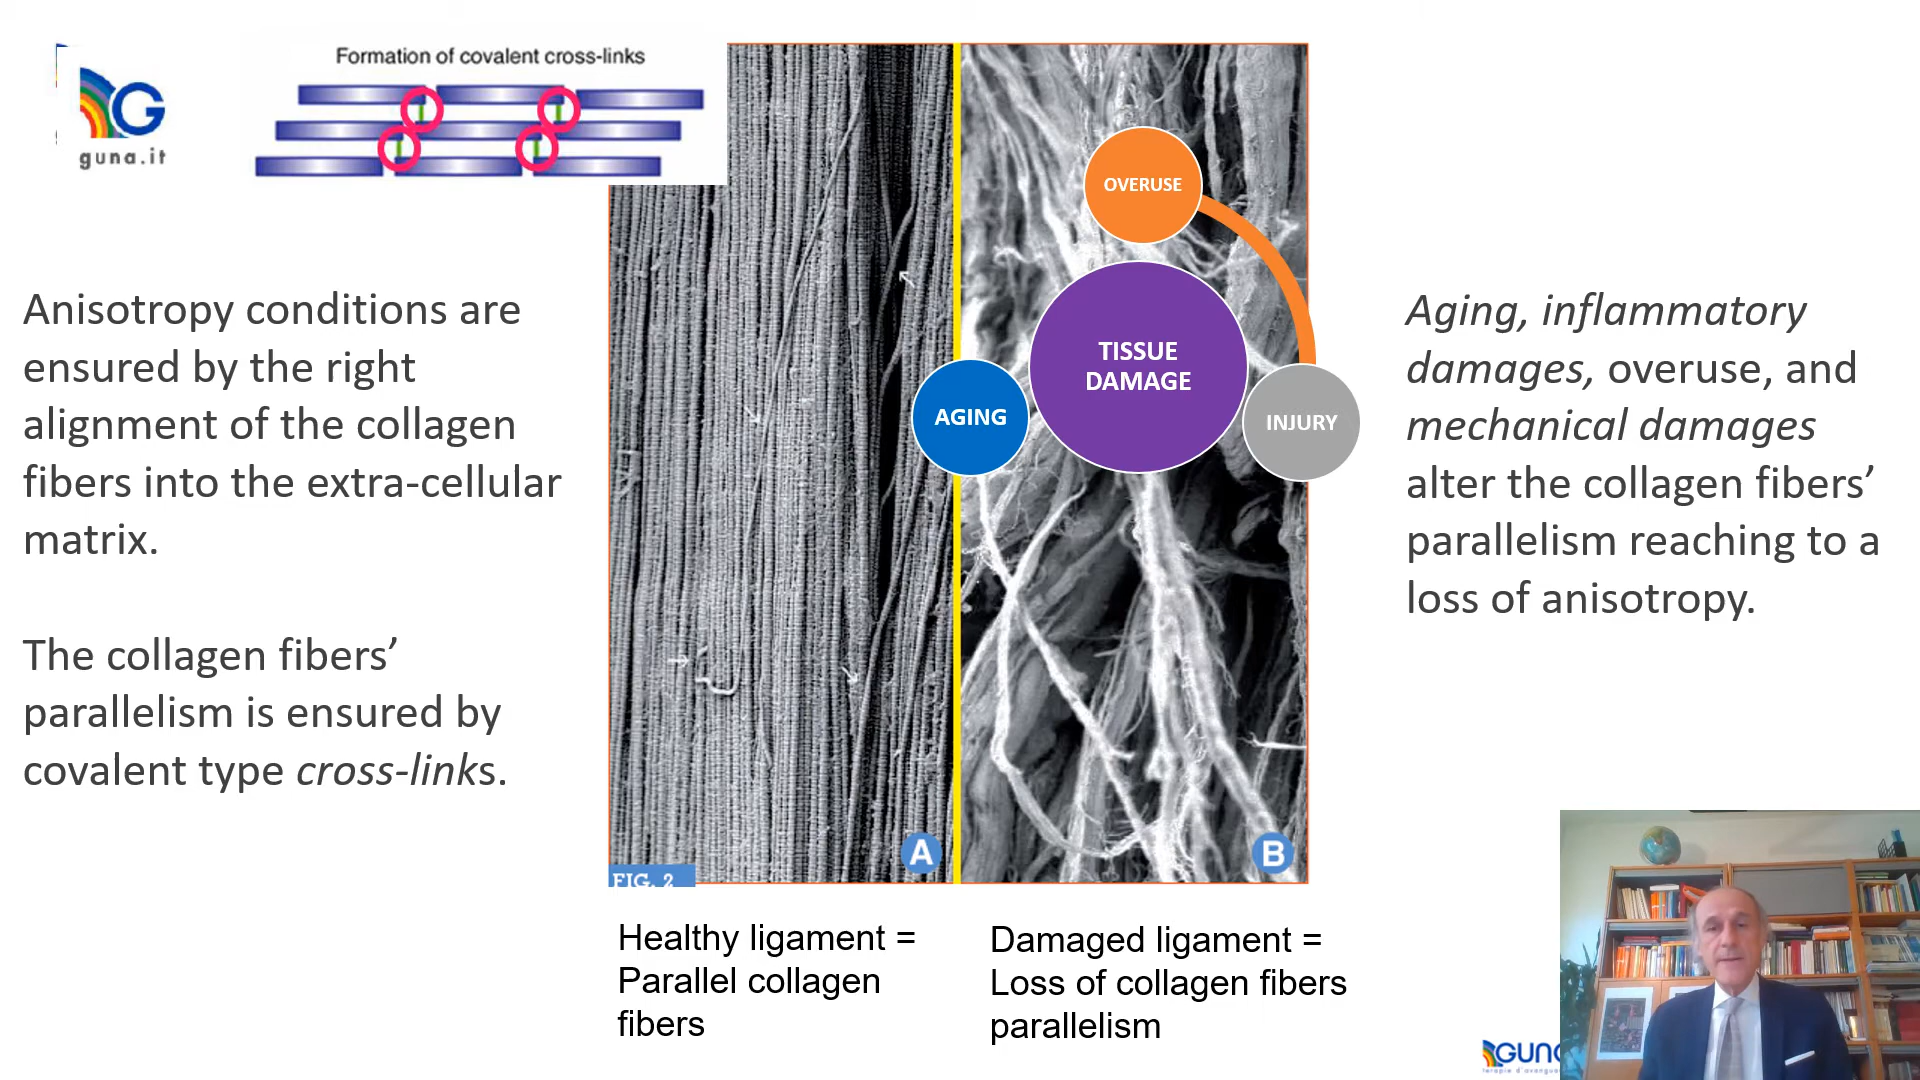 Formation of covalent cross-links
guna.it
Anisotropy conditions are
ensured by the right
alignment of the collagen
fibers into the extra-cellular
matrix.
The collagen fibers’
parallelism is ensured by
covalent type cross-links.
OVERUSE
TISSUE
DAMAGE
AGING
INJURY
A
B
FIG. 2
Healthy ligament =
Parallel collagen
fibers
Damaged ligament =
Loss of collagen fibers
parallelism
Aging, inflammatory
damages, overuse, and
mechanical damages
alter the collagen fibers’
parallelism reaching to a
loss of anisotropy.
GUNA